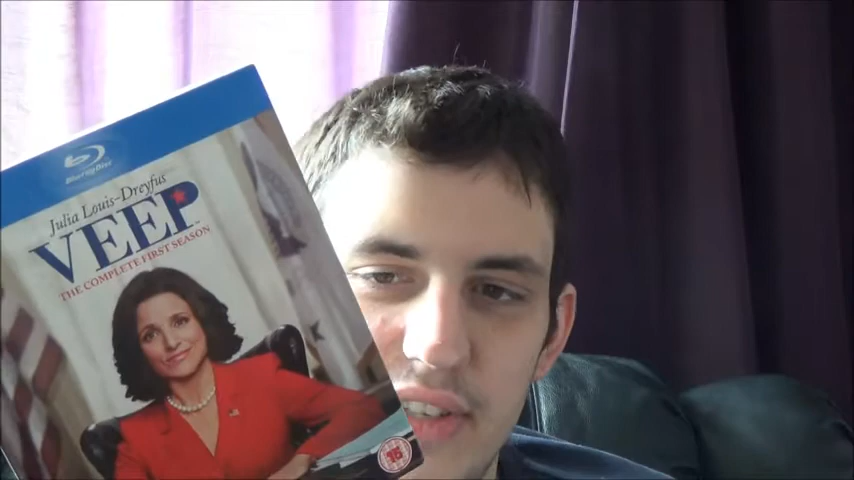 Blu-ray Disc
Julia Louis-Dreyfus
VEEP
THE COMPLETE FIRST SEASON
15